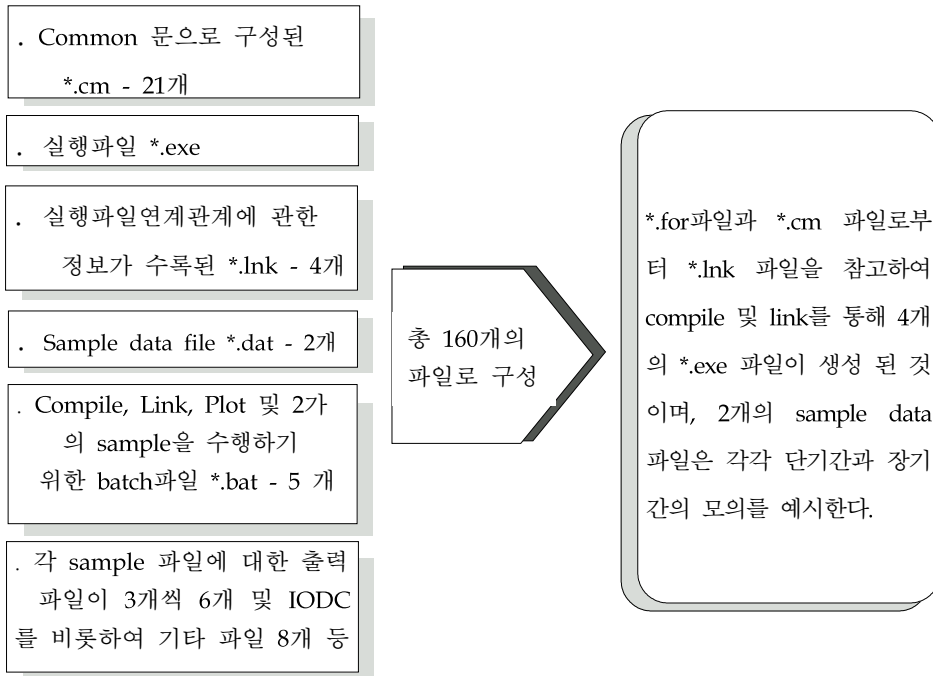 . Common 문으로 구성된
*.cm - 21개
. 실행파일 *.exe
. 실행파일연계관계에 관한
정보가 수록된 *.lnk - 4개
. Sample data file *.dat - 2개
. Compile, Link, Plot 및 2가
의 sample을 수행하기
위한 batch파일 *.bat - 5 개
. 각 sample 파일에 대한 출력
파일이 3개씩 6개 및 IODC
를 비롯하여 기타 파일 8개 등
총 160개의
파일로 구성
*.for파일과 *.cm 파일로부
터 *.lnk 파일을 참고하여
compile 및 link를 통해 4개
의 *.exe 파일이 생성 된 것
이며, 2개의 sample data
파일은 각각 단기간과 장기
간의 모의를 예시한다.